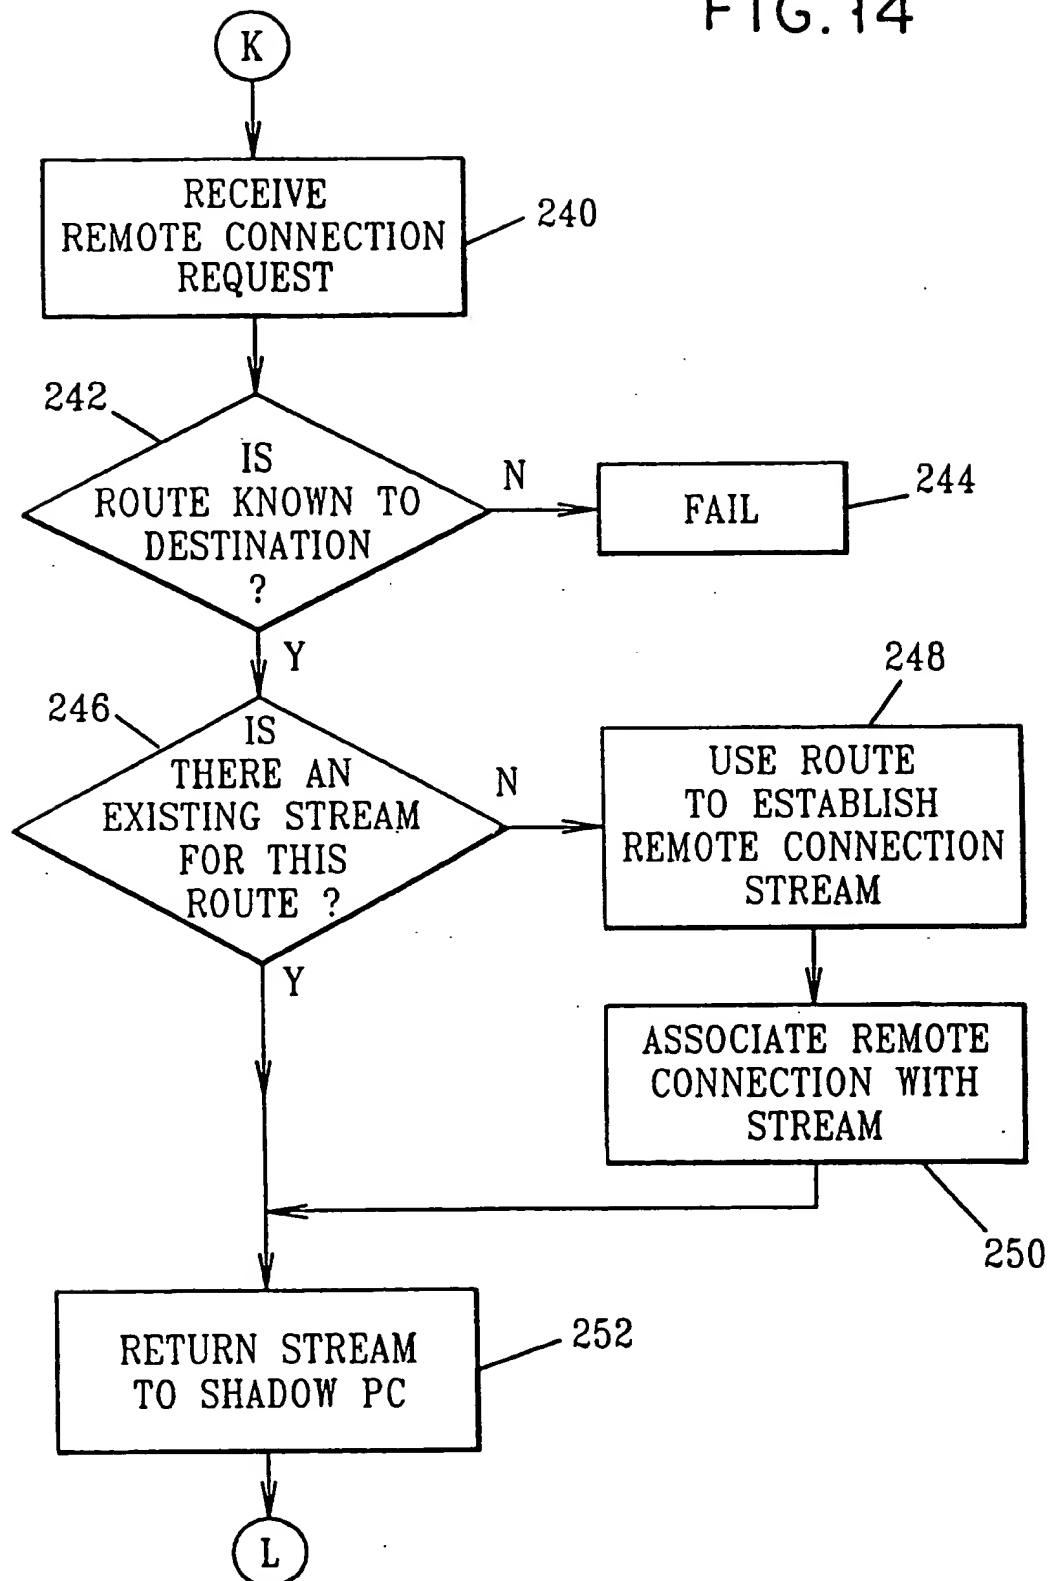 FIG. 14
K
RECEIVE
REMOTE CONNECTION
REQUEST
240
242
IS
ROUTE KNOWN TO
DESTINATION
?
N
FAIL
244
Y
246
IS
THERE AN
EXISTING STREAM
FOR THIS
ROUTE ?
N
248
USE ROUTE
TO ESTABLISH
REMOTE CONNECTION
STREAM
Y
ASSOCIATE REMOTE
CONNECTION WITH
STREAM
250
RETURN STREAM
TO SHADOW PC
252
L